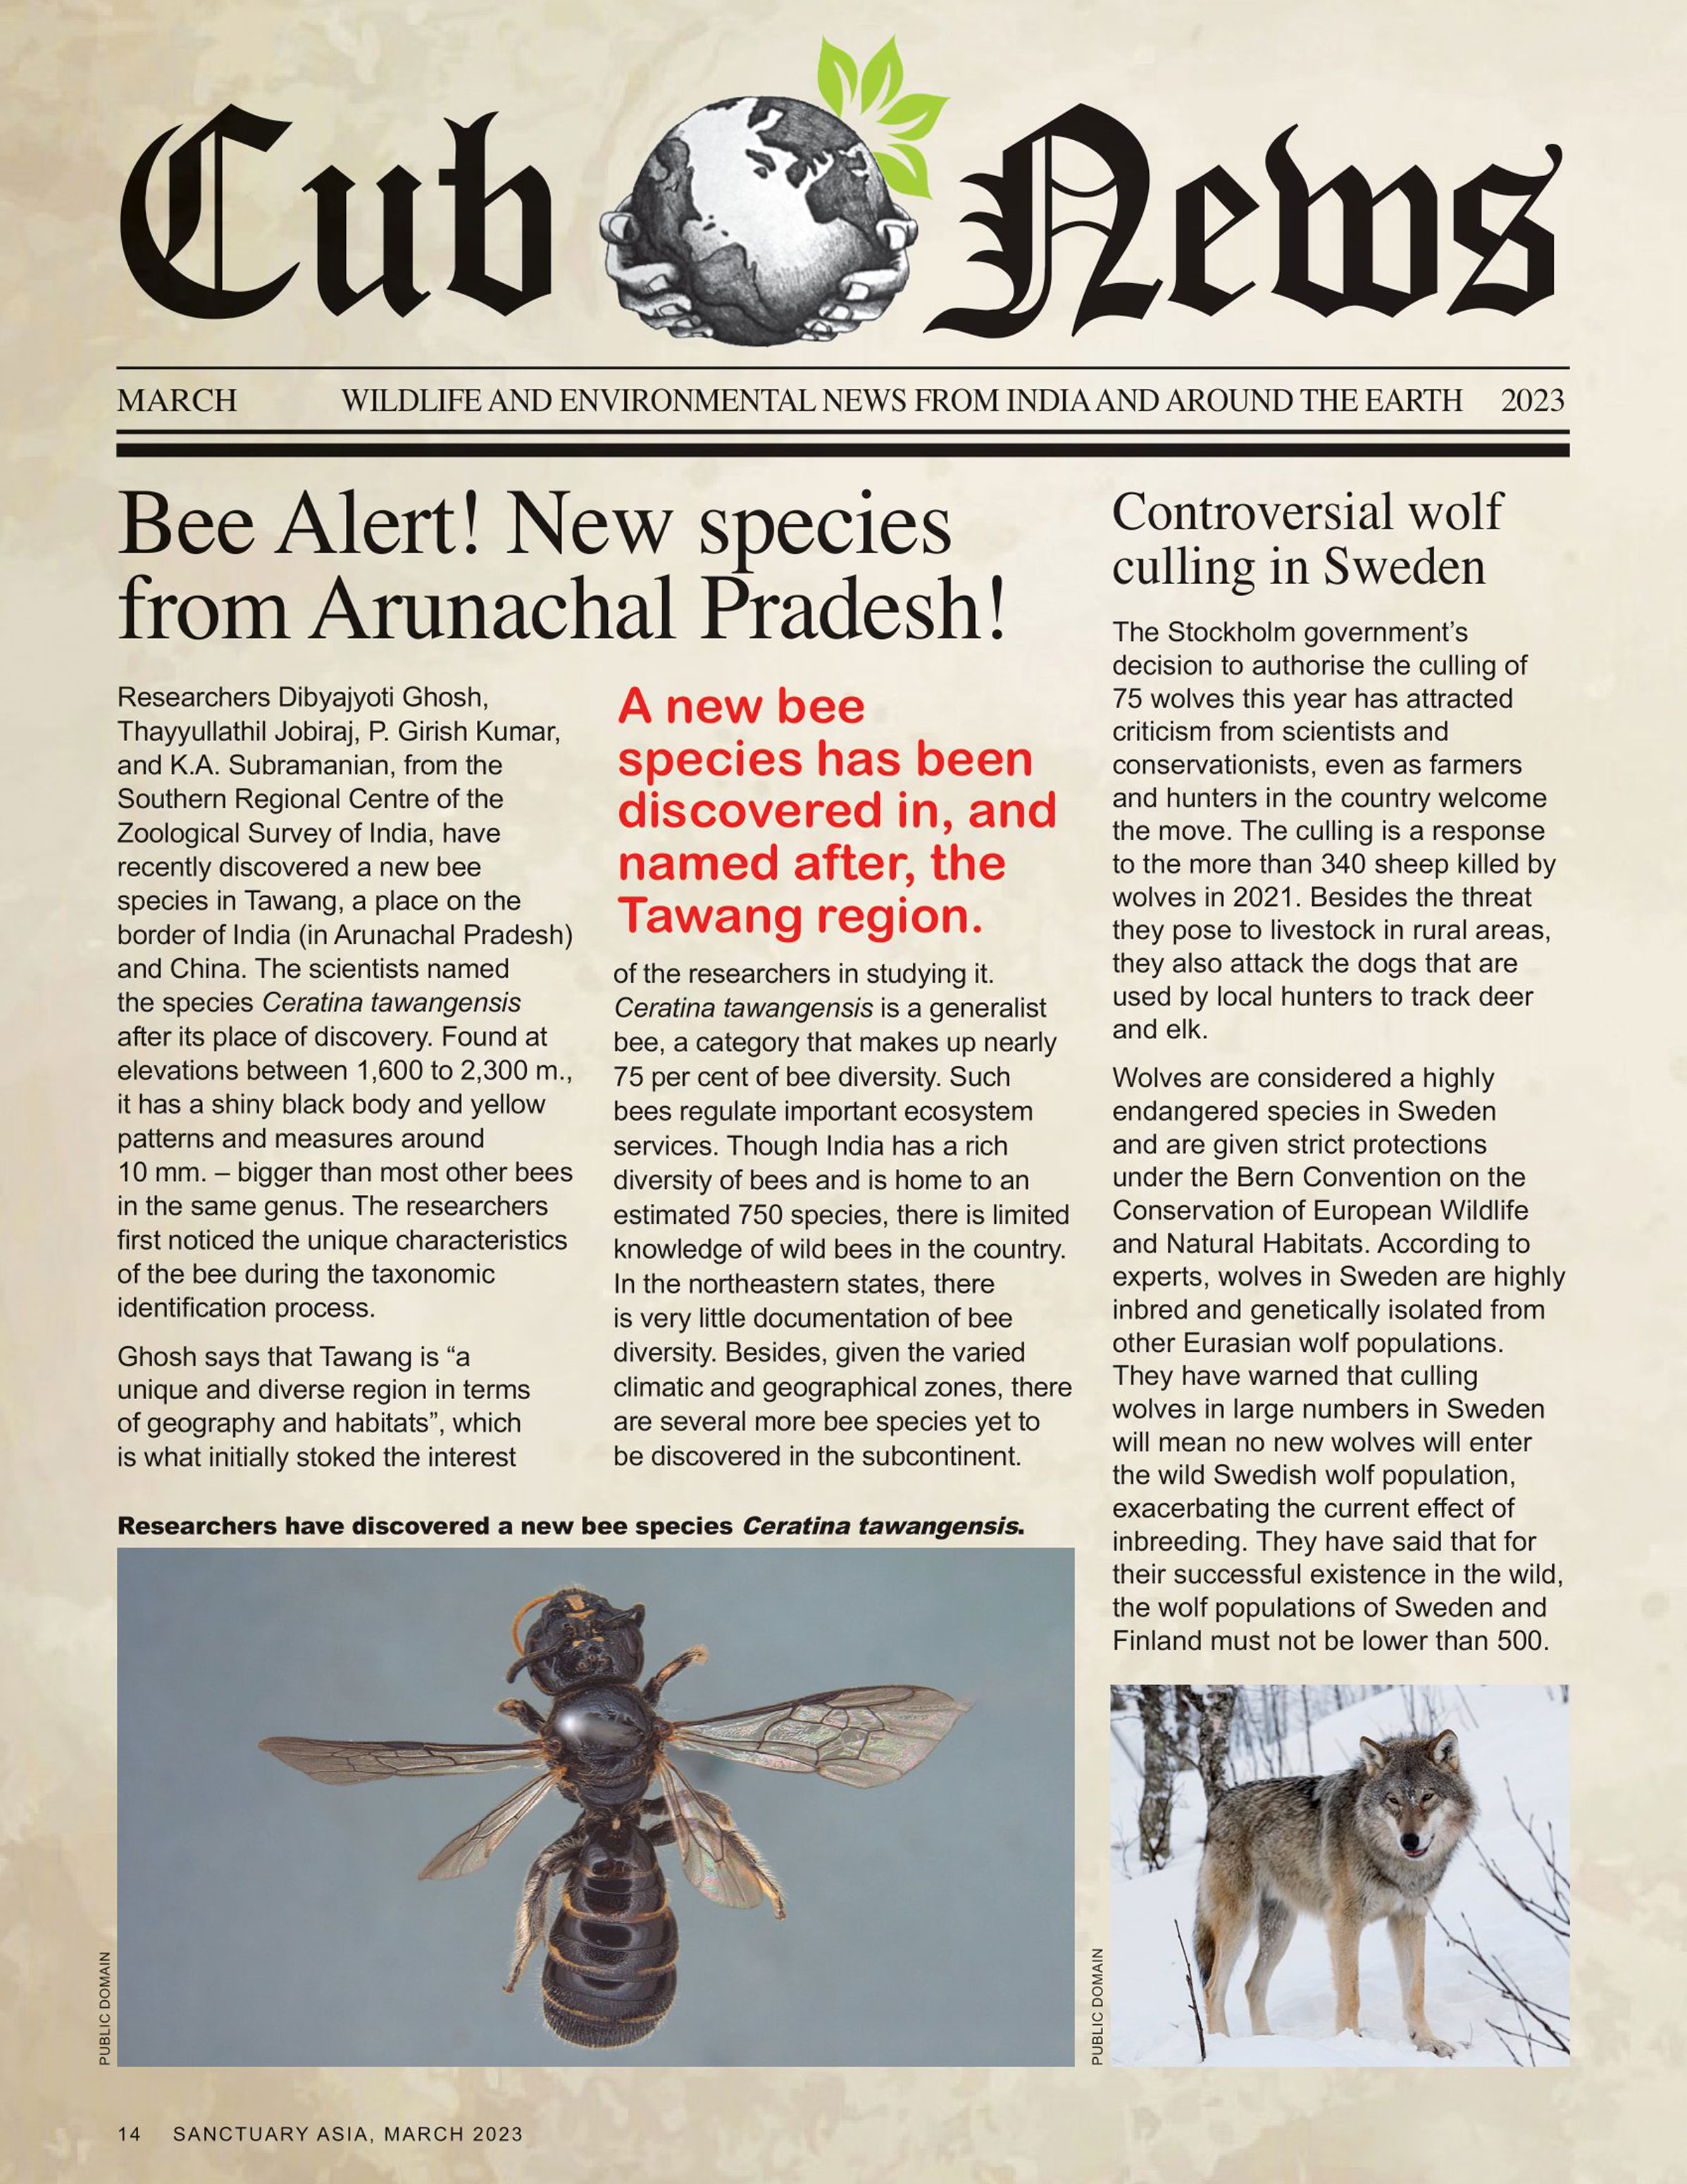 Cub News
MARCH WILDLIFE AND ENVIRONMENTAL NEWS FROM INDIA AND AROUND THE EARTH 2023
Bee Alert! New species
from Arunachal Pradesh!
Researchers Dibyajyoti Ghosh,
Thayyullathil Jobiraj, P. Girish Kumar,
and K.A. Subramanian, from the
Southern Regional Centre of the
Zoological Survey of India, have
recently discovered a new bee
species in Tawang, a place on the
border of India (in Arunachal Pradesh)
and China. The scientists named
the species Ceratina tawangensis
after its place of discovery. Found at
elevations between 1,600 to 2,300 m.,
it has a shiny black body and yellow
patterns and measures around
10 mm. – bigger than most other bees
in the same genus. The researchers
first noticed the unique characteristics
of the bee during the taxonomic
identification process.
Ghosh says that Tawang is “a
unique and diverse region in terms
of geography and habitats”, which
is what initially stoked the interest
A new bee
species has been
discovered in, and
named after, the
Tawang region.
of the researchers in studying it.
Ceratina tawangensis is a generalist
bee, a category that makes up nearly
75 per cent of bee diversity. Such
bees regulate important ecosystem
services. Though India has a rich
diversity of bees and is home to an
estimated 750 species, there is limited
knowledge of wild bees in the country.
In the northeastern states, there
is very little documentation of bee
diversity. Besides, given the varied
climatic and geographical zones, there
are several more bee species yet to
be discovered in the subcontinent.
Researchers have discovered a new bee species Ceratina tawangensis.
PUBLIC DOMAIN
Controversial wolf
culling in Sweden
The Stockholm government’s
decision to authorise the culling of
75 wolves this year has attracted
criticism from scientists and
conservationists, even as farmers
and hunters in the country welcome
the move. The culling is a response
to the more than 340 sheep killed by
wolves in 2021. Besides the threat
they pose to livestock in rural areas,
they also attack the dogs that are
used by local hunters to track deer
and elk.
Wolves are considered a highly
endangered species in Sweden
and are given strict protections
under the Bern Convention on the
Conservation of European Wildlife
and Natural Habitats. According to
experts, wolves in Sweden are highly
inbred and genetically isolated from
other Eurasian wolf populations.
They have warned that culling
wolves in large numbers in Sweden
will mean no new wolves will enter
the wild Swedish wolf population,
exacerbating the current effect of
inbreeding. They have said that for
their successful existence in the wild,
the wolf populations of Sweden and
Finland must not be lower than 500.
PUBLIC DOMAIN
14 SANCTUARY ASIA, MARCH 2023